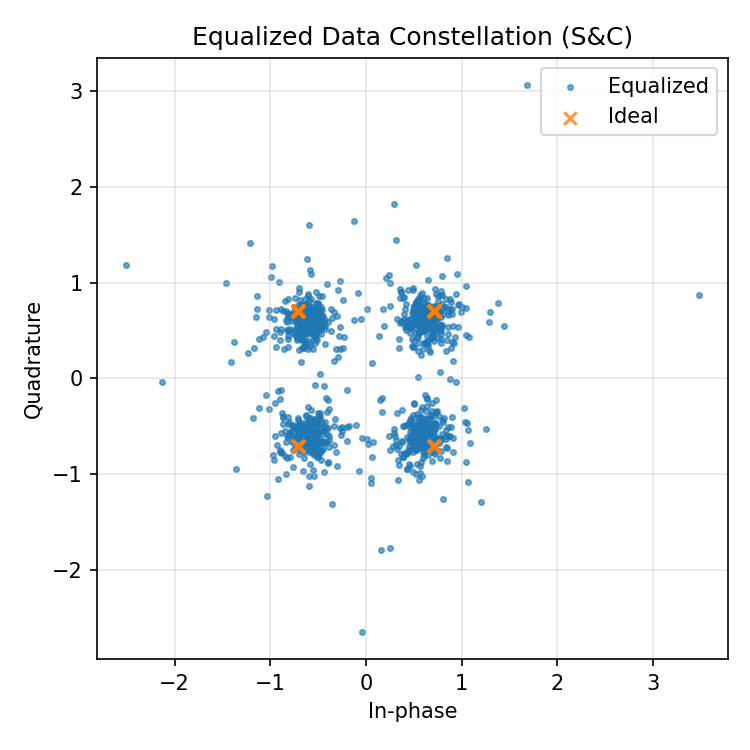 Equalized Data Constellation (S&C)
Equalized
Ideal
3
2
1
0
−1
−2
Quadrature
−2
−1
0
1
2
3
In-phase